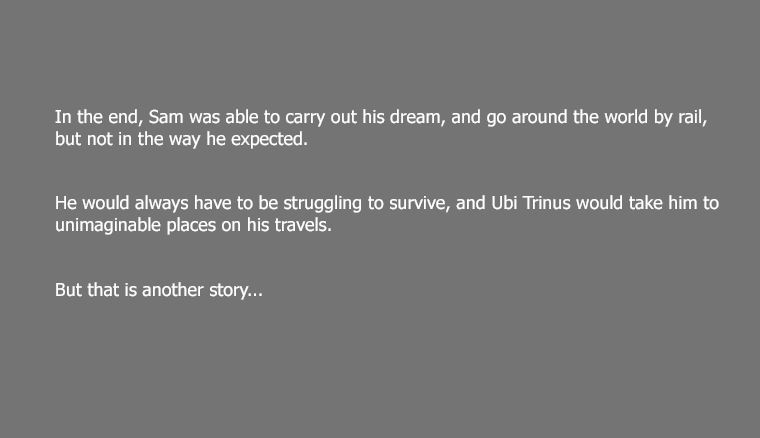 In the end, Sam was able to carry out his dream, and go around the world by rail,
but not in the way he expected.
He would always have to be struggling to survive, and Ubi Trinus would take him to
unimaginable places on his travels.
But that is another story...